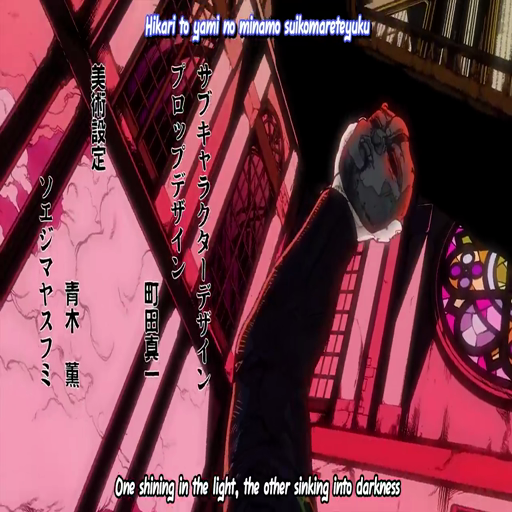 Hikari to yami no minamo suikomareteyuku
サブキャラクターデザイン
プロップデザイン
町田真一
美術設定
青木 薫
ソエジマヤスフミ
One shining in the light, the other sinking into darkness